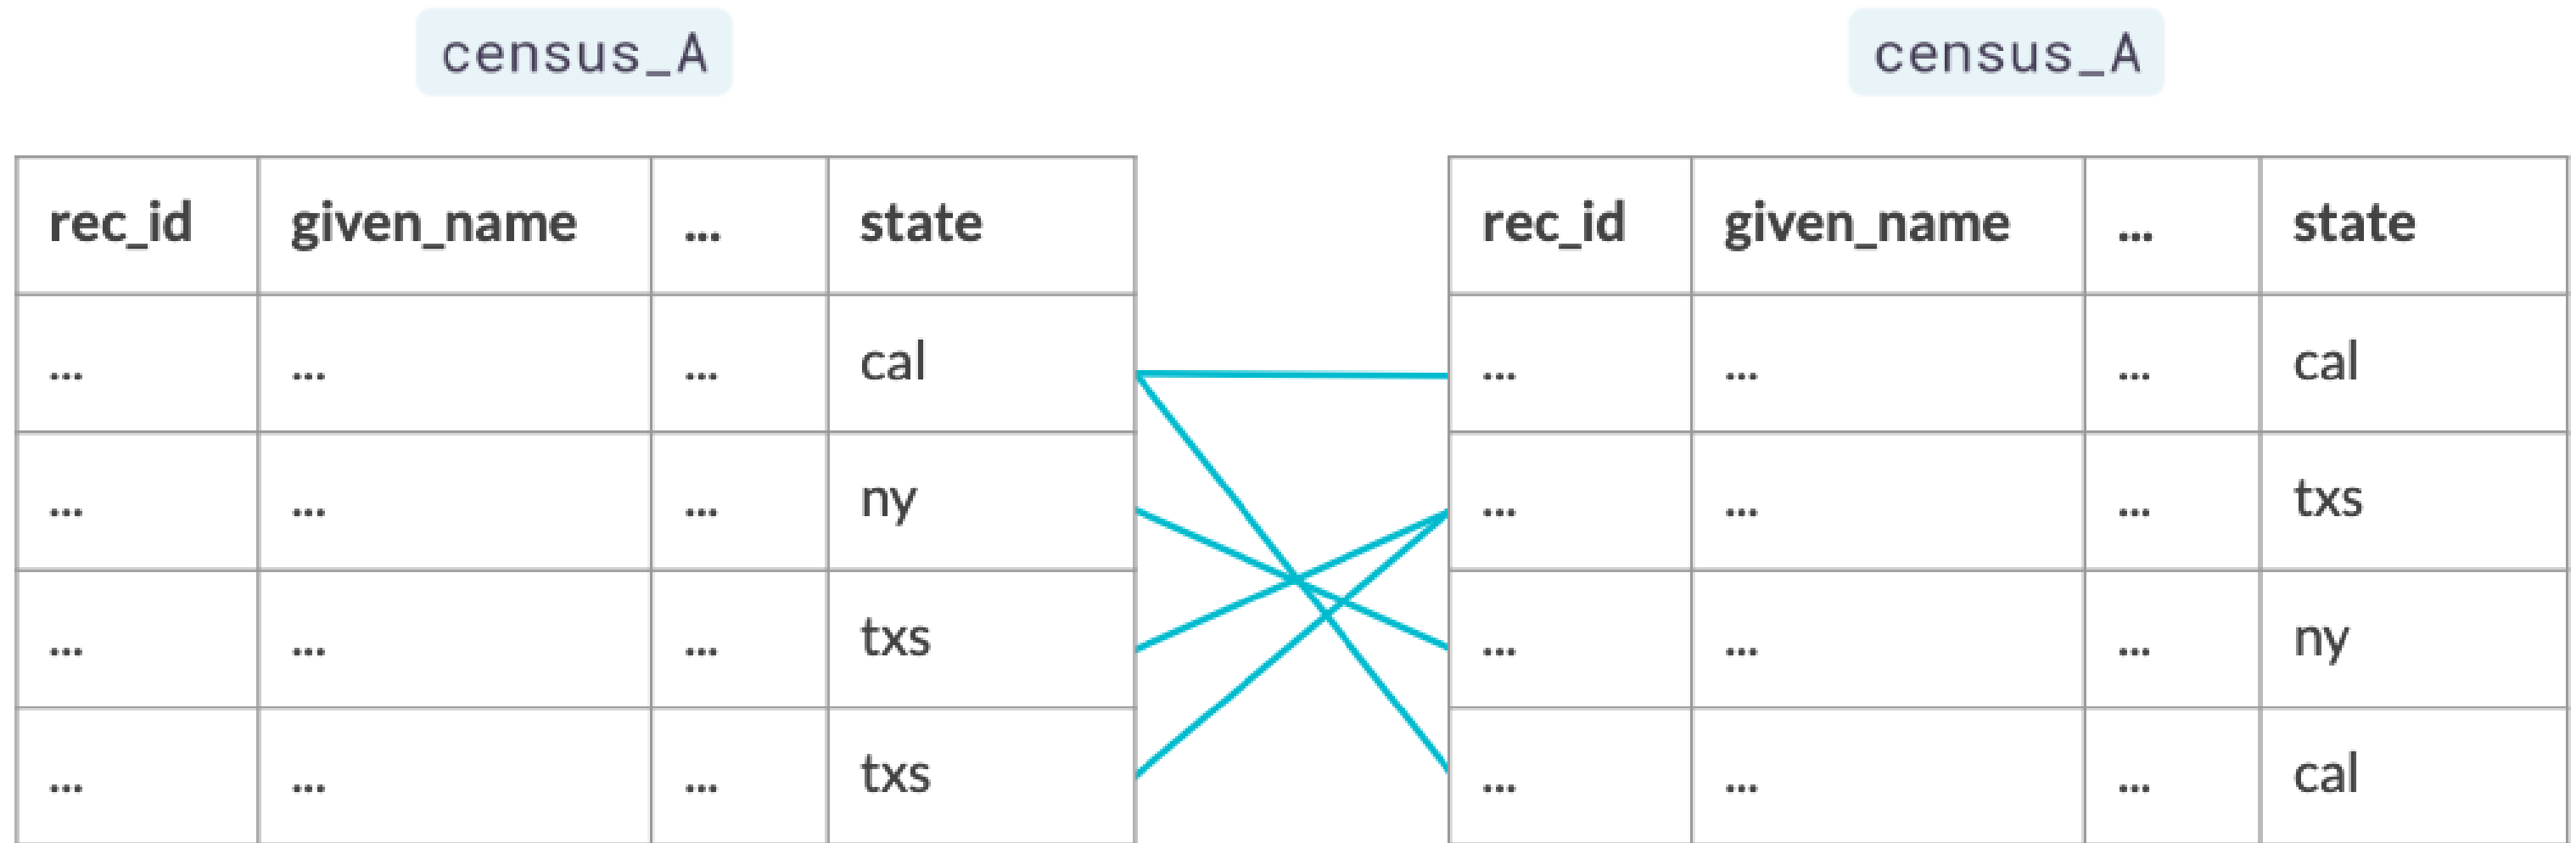 census_A census_A
rec_id given_name ... state rec_id given_name ... state
... ... ... cal ... ... ... cal
... ... ... ny ... ... ... txs
... ... ... txs ... ... ... ny
... ... ... txs ... ... ... cal